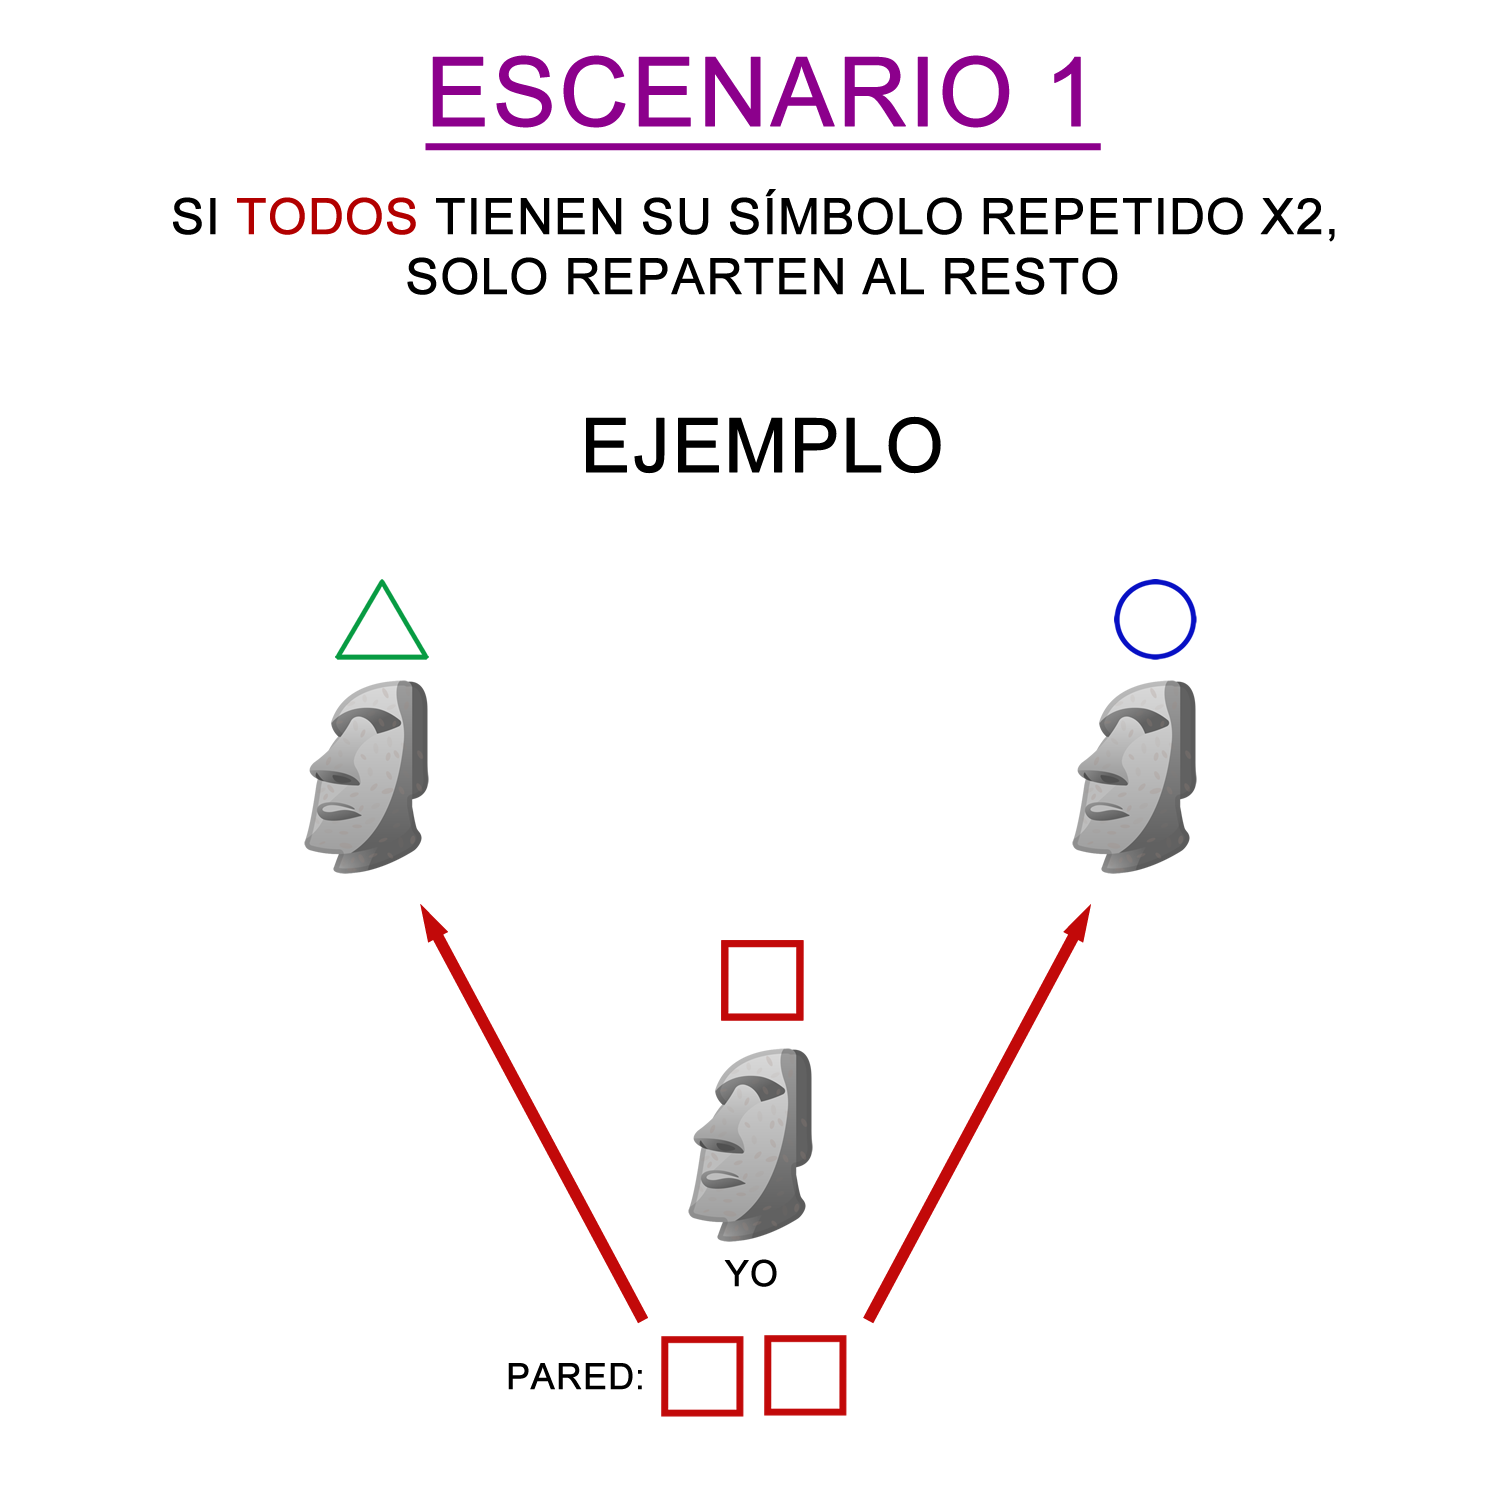 ESCENARIO 1
SI TODOS TIENEN SU SÍMBOLO REPETIDO X2,
SOLO REPARTEN AL RESTO
EJEMPLO
YO
PARED: